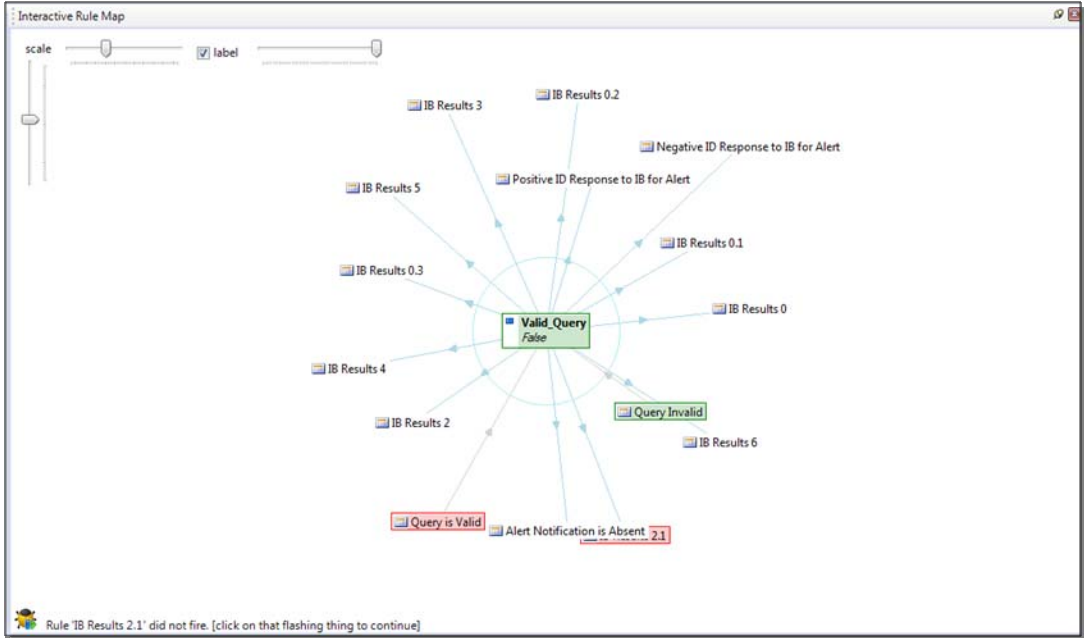 Interactive Rule Map
scale
label
IB Results 3
IB Results 0.2
Negative ID Response to IB for Alert
Positive ID Response to IB for Alert
IB Results 5
IB Results 0.1
IB Results 0.3
IB Results 0
Valid_Query
False
IB Results 4
Query Invalid
IB Results 2
IB Results 6
Query is Valid
Alert Notification is Absent
2.1
Rule 'IB Results 2.1' did not fire. [click on that flashing thing to continue]